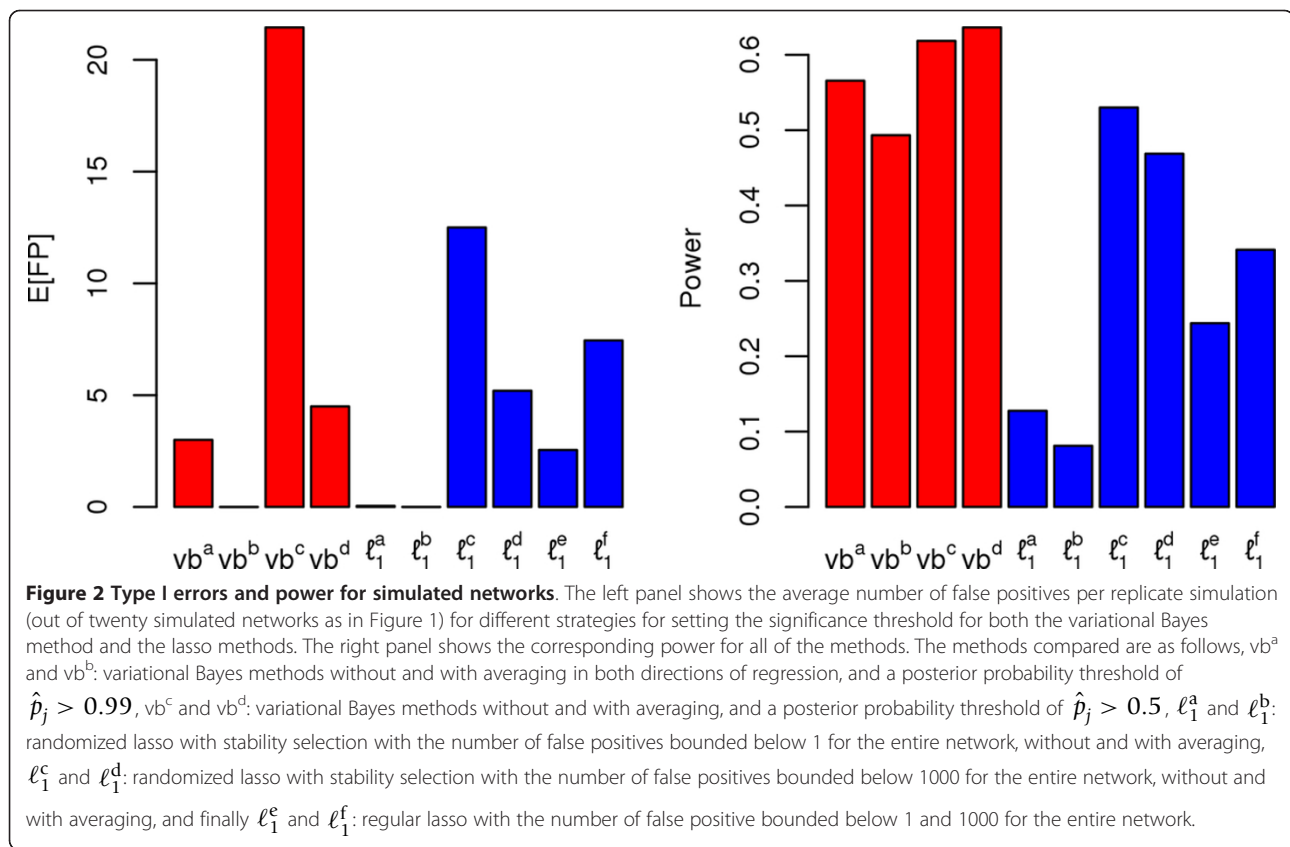 E[FP]
0 5 10 15 20
vbᵃ vbᵇ vbᶜ vbᵈ ℓ₁ᵃ ℓ₁ᵇ ℓ₁ᶜ ℓ₁ᵈ ℓ₁ᵉ ℓ₁ᶠ
Power
0.0 0.1 0.2 0.3 0.4 0.5 0.6
vbᵃ vbᵇ vbᶜ vbᵈ ℓ₁ᵃ ℓ₁ᵇ ℓ₁ᶜ ℓ₁ᵈ ℓ₁ᵉ ℓ₁ᶠ
Figure 2 Type I errors and power for simulated networks. The left panel shows the average number of false positives per replicate simulation
(out of twenty simulated networks as in Figure 1) for different strategies for setting the significance threshold for both the variational Bayes
method and the lasso methods. The right panel shows the corresponding power for all of the methods. The methods compared are as follows, vbᵃ
and vbᵇ: variational Bayes methods without and with averaging in both directions of regression, and a posterior probability threshold of
p̂ⱼ > 0.99, vbᶜ and vbᵈ: variational Bayes methods without and with averaging, and a posterior probability threshold of p̂ⱼ > 0.5, ℓ₁ᵃ and ℓ₁ᵇ:
randomized lasso with stability selection with the number of false positives bounded below 1 for the entire network, without and with averaging,
ℓ₁ᶜ and ℓ₁ᵈ: randomized lasso with stability selection with the number of false positives bounded below 1000 for the entire network, without and
with averaging, and finally ℓ₁ᵉ and ℓ₁ᶠ: regular lasso with the number of false positive bounded below 1 and 1000 for the entire network.